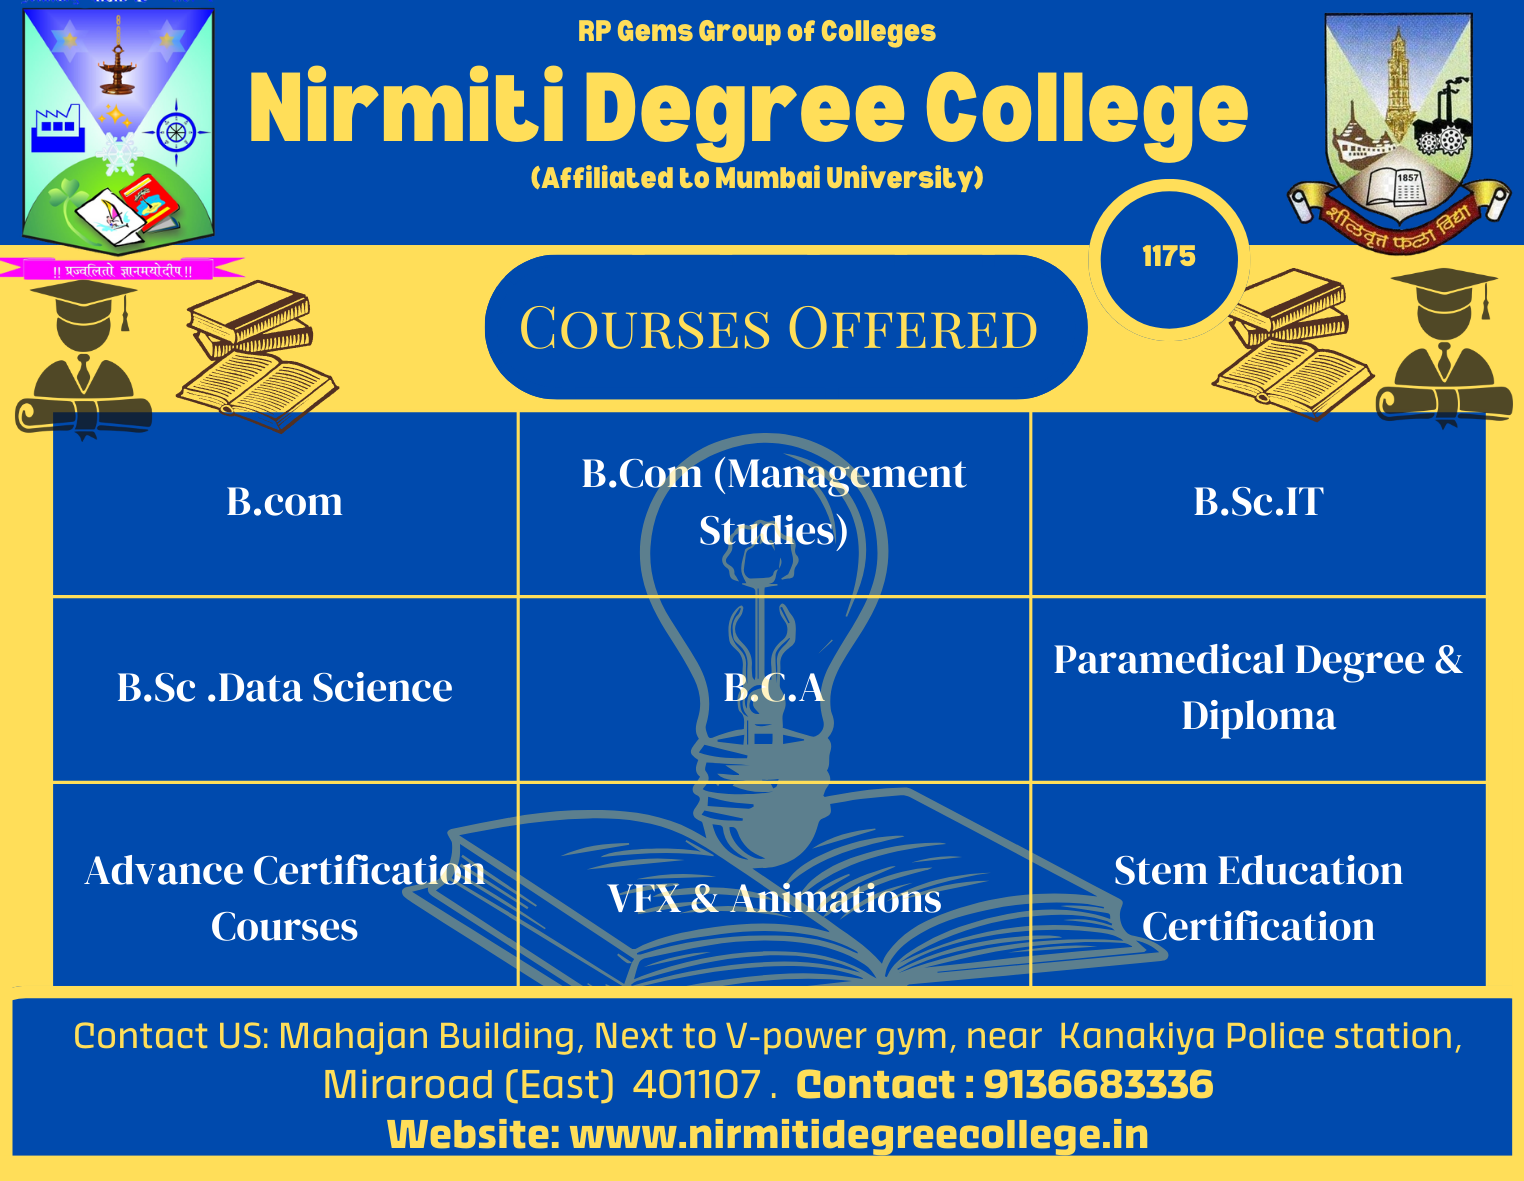 RP Gems Group of Colleges
Nirmiti Degree College
(Affiliated to Mumbai University)
1857
शीलवृत्त फला विद्या
!! प्रज्वलितो ज्ञानमयोदीप !!
1175
COURSES OFFERED
B.com
B.Com (Management
Studies)
B.Sc.IT
B.Sc .Data Science
B.C.A
Paramedical Degree &
Diploma
Advance Certification
Courses
VFX & Animations
Stem Education
Certification
Contact US: Mahajan Building, Next to V-power gym, near Kanakiya Police station,
Miraroad (East) 401107 . Contact : 9136683336
Website: www.nirmitidegreecollege.in